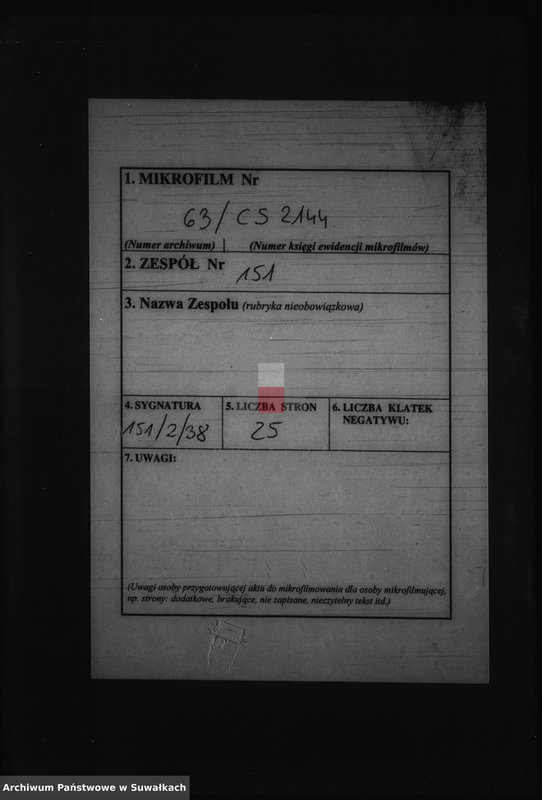 1. MIKROFILM Nr
63/CS 2144
(Numer archiwum) (Numer księgi ewidencji mikrofilmów)
2. ZESPÓŁ Nr
151
3. Nazwa Zespołu (rubryka nieobowiązkowa)
4. SYGNATURA
151/2/38
5. LICZBA STRON
25
6. LICZBA KLATEK
NEGATYWU:
7. UWAGI:
(Uwagi osoby przygotowującej akta do mikrofilmowania dla osoby mikrofilmującej,
np. strony: dodatkowe, brakujące, nie zapisane, nieczytelny tekst itd.)
Archiwum Państwowe w Suwałkach